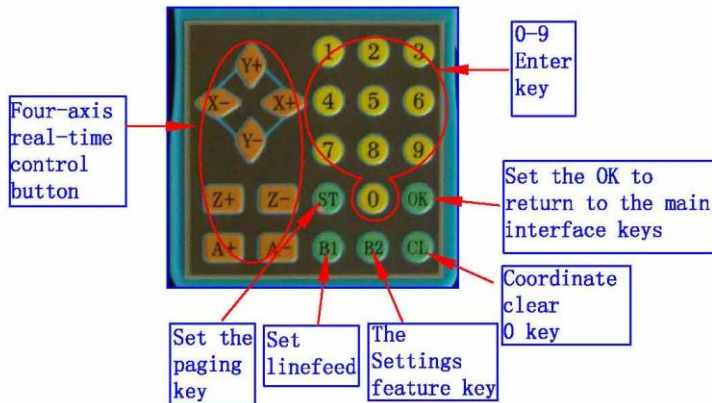 0-9
Enter
key
Four-axis
real-time
control
button
Y+
X- X+
Y-
Z+ Z-
A+ A-
1 2 3
4 5 6
7 8 9
ST 0 OK
B1 B2 CL
Set the OK to
return to the main
interface keys
Coordinate
clear
0 key
Set the
paging
key
Set
linefeed
The
Settings
feature key